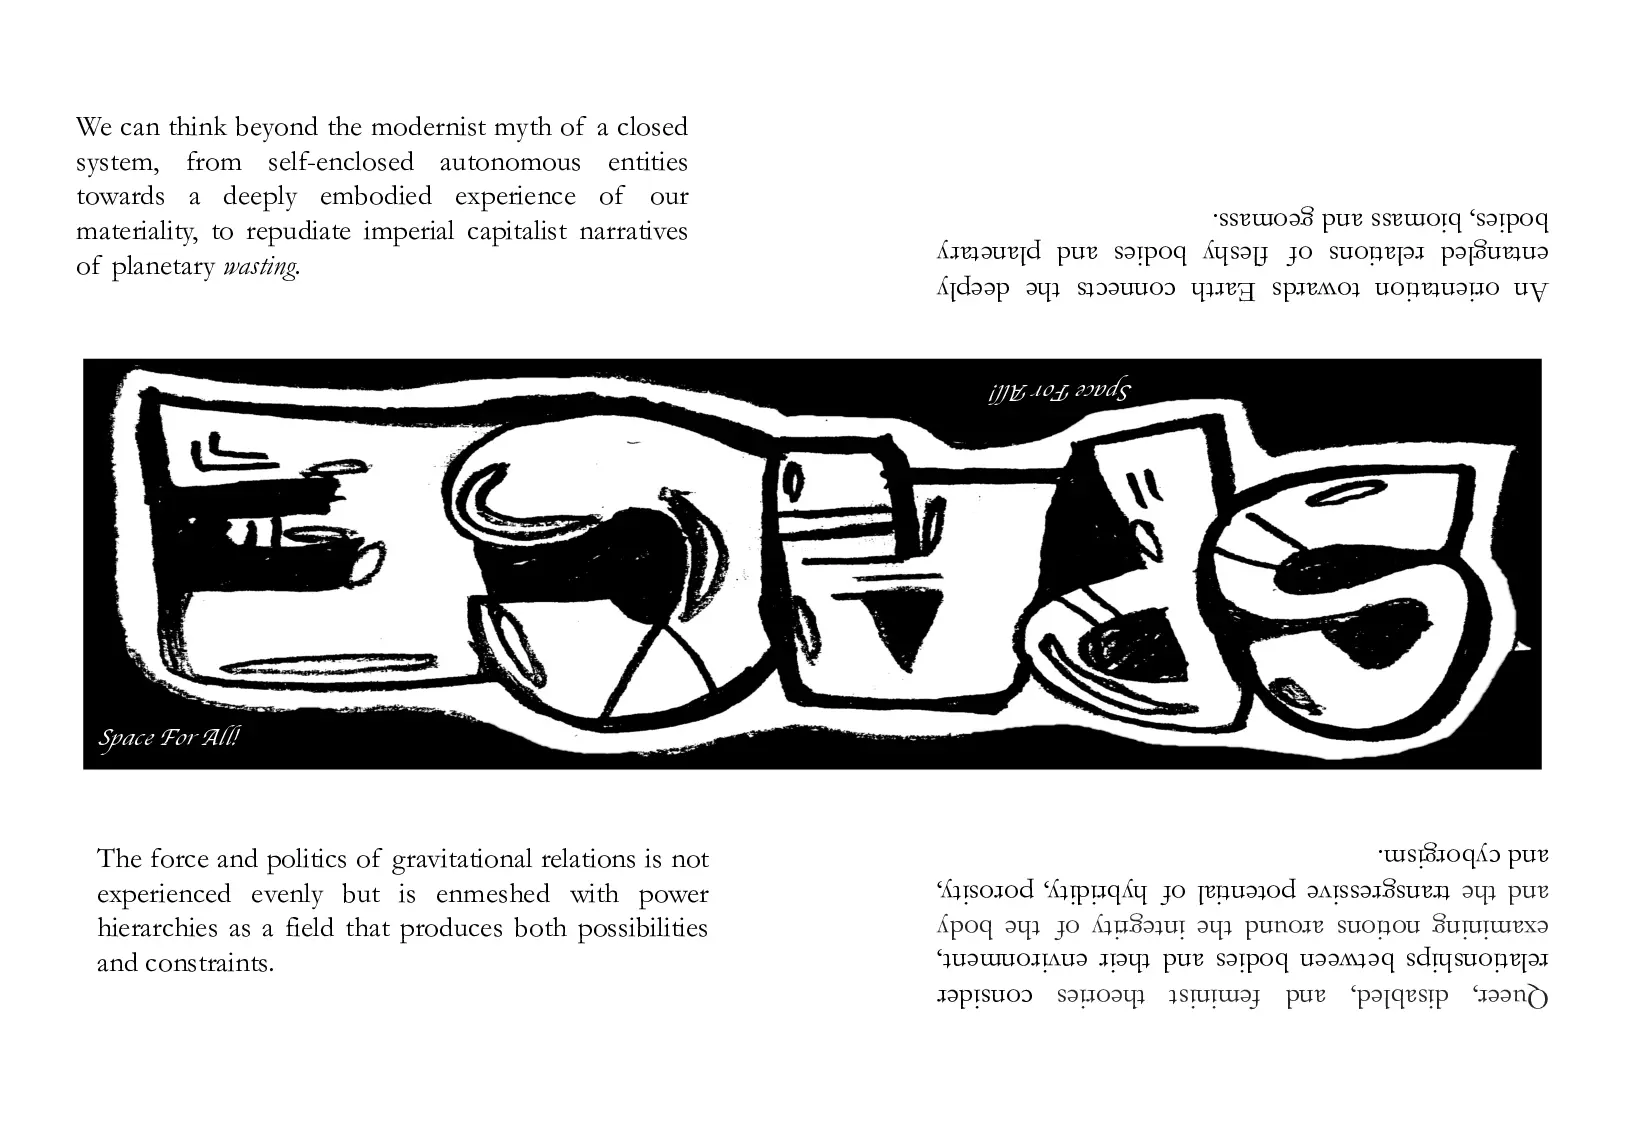 We can think beyond the modernist myth of a closed
system, from self-enclosed autonomous entities
towards a deeply embodied experience of our
materiality, to repudiate imperial capitalist narratives
of planetary wasting.
An orientation towards Earth connects the deeply
entangled relations of fleshy bodies and planetary
bodies, biomass and geomass.
Space For All!
SPACE
Space For All!
The force and politics of gravitational relations is not
experienced evenly but is enmeshed with power
hierarchies as a field that produces both possibilities
and constraints.
Queer, disabled, and feminist theories consider
relationships between bodies and their environment,
examining notions around the integrity of the body
and the transgressive potential of hybridity, porosity,
and cyborgism.